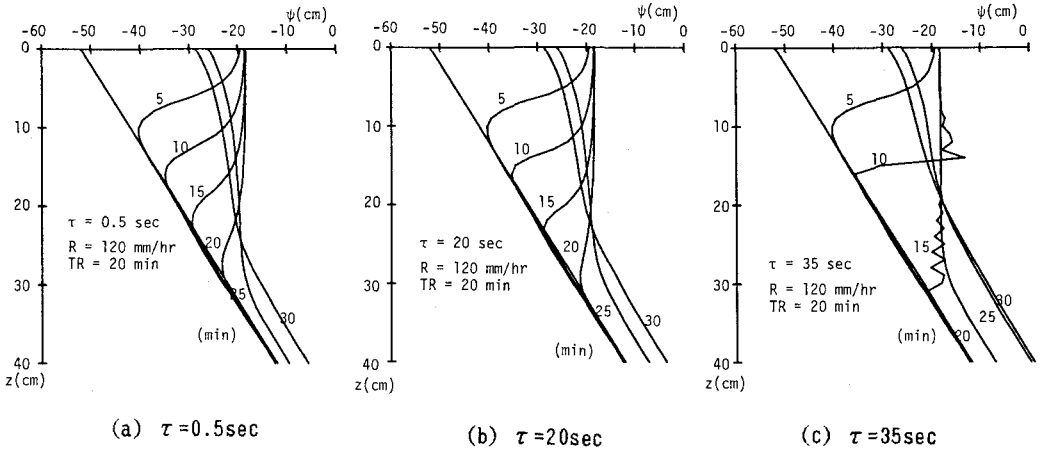 ψ(cm)
-60 -50 -40 -30 -20 -10 0
0
10
20
30
40
z(cm)
5
10
15
20
25
30
(min)
τ = 0.5 sec
R = 120 mm/hr
TR = 20 min
(a) τ=0.5sec
ψ(cm)
-60 -50 -40 -30 -20 -10 0
0
10
20
30
40
z(cm)
5
10
15
20
25
30
(min)
τ = 20 sec
R = 120 mm/hr
TR = 20 min
(b) τ=20sec
ψ(cm)
-60 -50 -40 -30 -20 -10 0
0
10
20
30
40
z(cm)
5
10
15
20
25
30
(min)
τ = 35 sec
R = 120 mm/hr
TR = 20 min
(c) τ=35sec